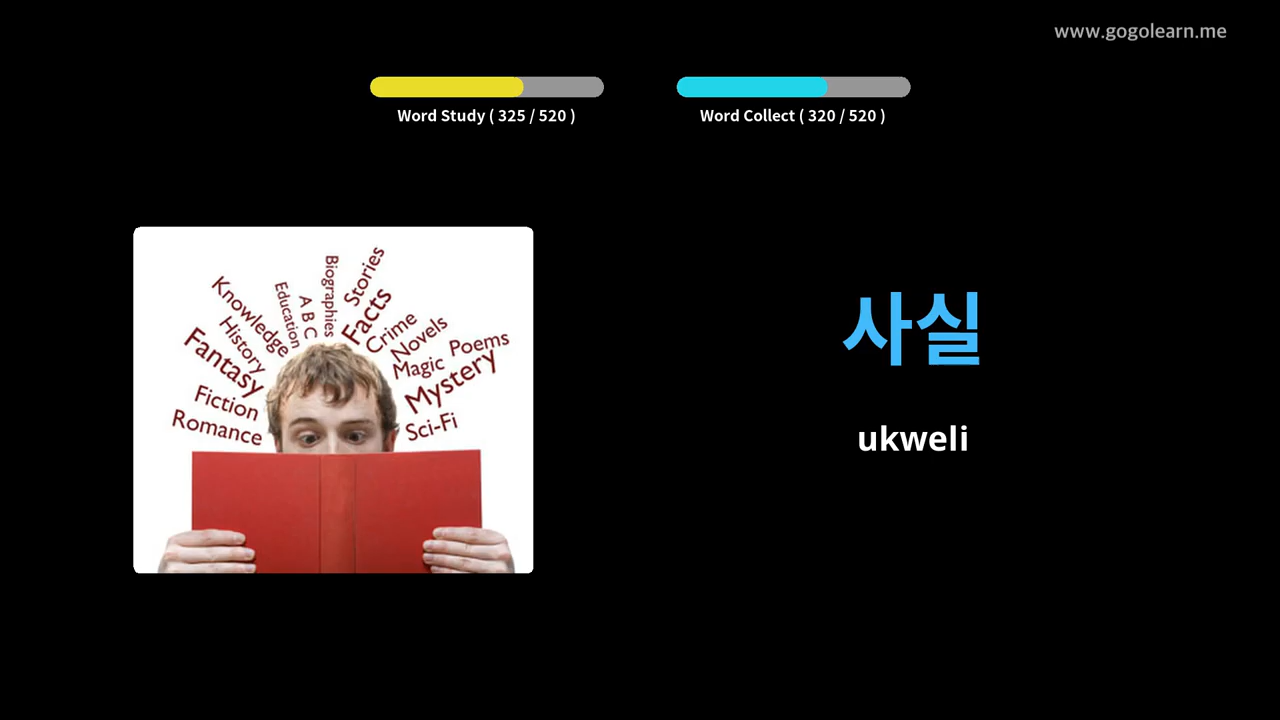 www.gogolearn.me
Word Study ( 325 / 520 )
Word Collect ( 320 / 520 )
Knowledge
History
Fantasy
Fiction
Romance
Education
A B C
Biographies
Stories
Facts
Crime
Novels
Magic
Poems
Mystery
Sci-Fi
사실
ukweli